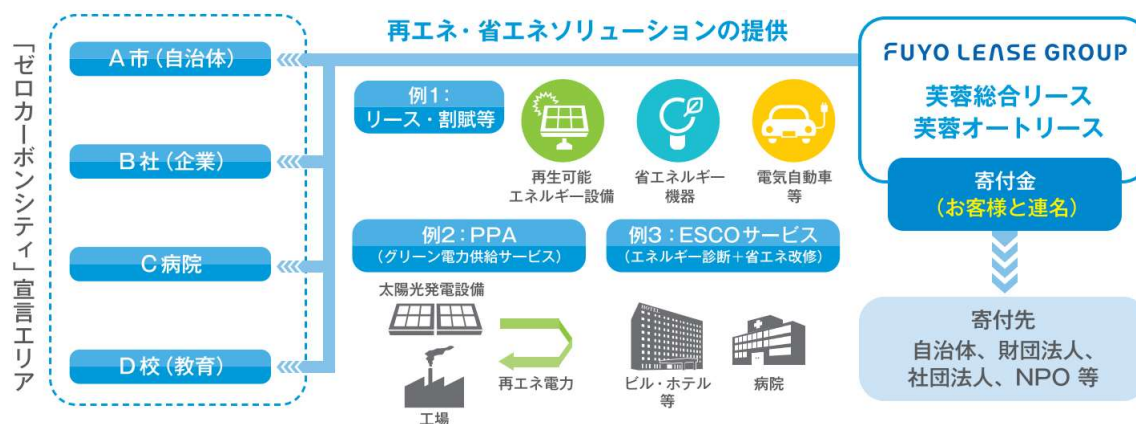 「ゼロカーボンシティ」宣言エリア
A市(自治体)
B社(企業)
C病院
D校(教育)
再エネ・省エネソリューションの提供
例1:
リース・割賦等
再生可能
エネルギー設備
省エネルギー
機器
電気自動車
等
例2:PPA
(グリーン電力供給サービス)
太陽光発電設備
工場
再エネ電力
例3:ESCOサービス
(エネルギー診断+省エネ改修)
ビル・ホテル
等
病院
FUYO LEASE GROUP
芙蓉総合リース
芙蓉オートリース
寄付金
(お客様と連名)
寄付先
自治体、財団法人、
社団法人、NPO 等